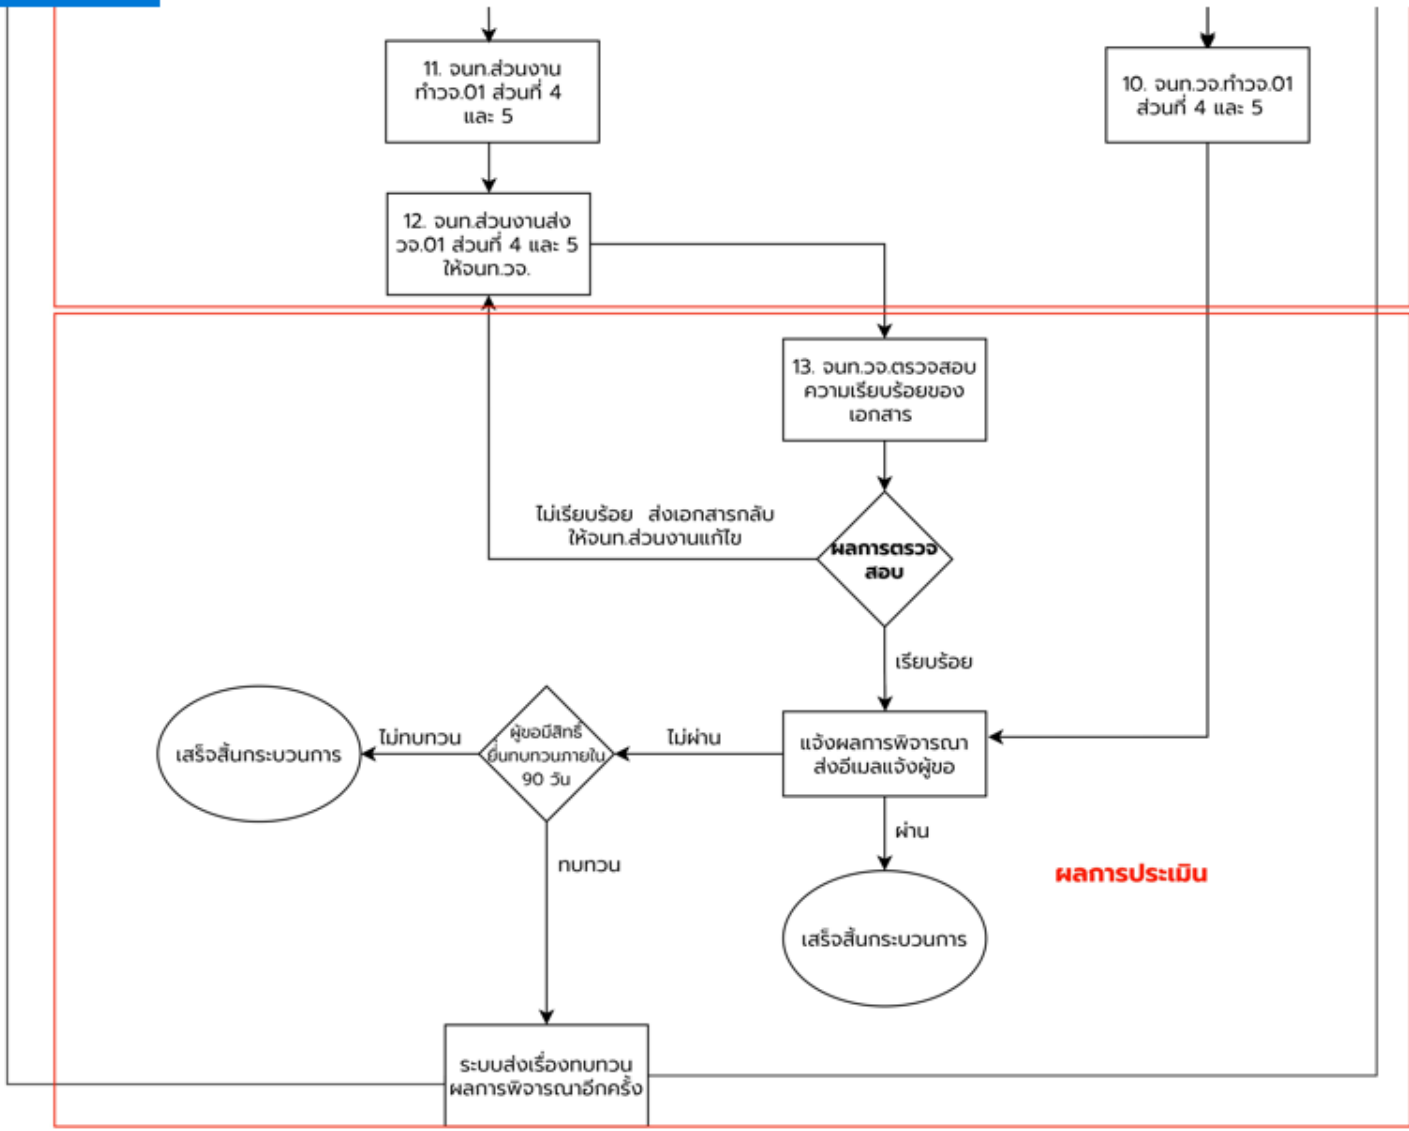 11. จนท.ส่วนงาน
ทำวจ.01 ส่วนที่ 4
และ 5
10. จนท.วจ.ทำวจ.01
ส่วนที่ 4 และ 5
12. จนท.ส่วนงานส่ง
วจ.01 ส่วนที่ 4 และ 5
ให้จนท.วจ.
13. จนท.วจ.ตรวจสอบ
ความเรียบร้อยของ
เอกสาร
ไม่เรียบร้อย ส่งเอกสารกลับ
ให้จนท.ส่วนงานแก้ไข
ผลการตรวจ
สอบ
เรียบร้อย
เสร็จสิ้นกระบวนการ
ไม่ทบทวน
ผู้ขอมีสิทธิ์
ยื่นทบทวนภายใน
90 วัน
ไม่ผ่าน
แจ้งผลการพิจารณา
ส่งอีเมลแจ้งผู้ขอ
ผ่าน
ทบทวน
ผลการประเมิน
เสร็จสิ้นกระบวนการ
ระบบส่งเรื่องทบทวน
ผลการพิจารณาอีกครั้ง